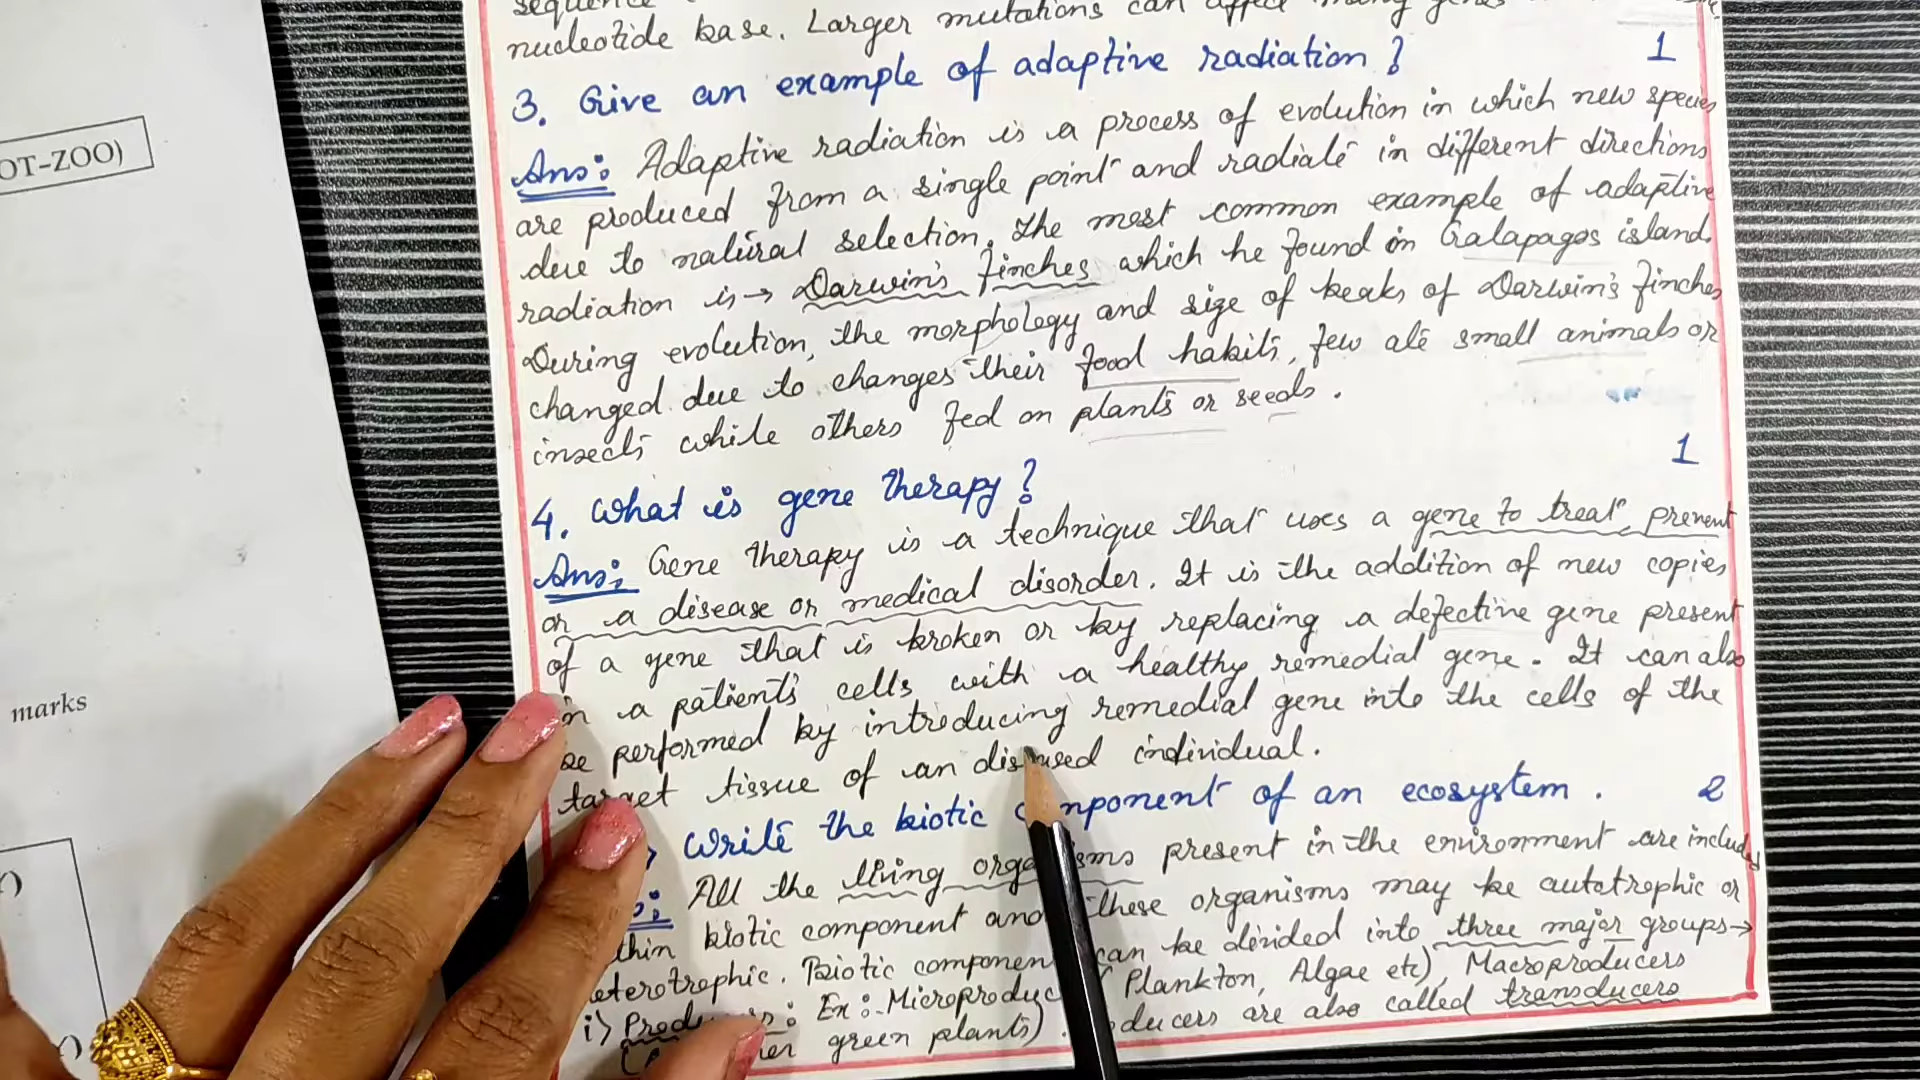 OT-ZOO)
marks
nucleotide base. Larger mutations can affect many genes
3. Give an example of adaptive radiation ? 1
Ans: Adaptive radiation is a process of evolution in which new species
are produced from a single point and radiate in different directions
due to natural selection. The most common example of adaptive
radiation is → Darwin's Finches which he found in Galapagos island.
During evolution, the morphology and size of beaks of Darwin's Finches
changed due to changes their food habits, few ate small animals or
insects while others fed on plants or seeds.
4. What is gene therapy ? 1
Ans: Gene therapy is a technique that uses a gene to treat, prevent
or a disease or medical disorder. It is the addition of new copies
of a gene that is broken or by replacing a defective gene present
in a patient's cells with a healthy remedial gene. It can also
be performed by introducing remedial gene into the cells of the
target tissue of an diseased individual.
Write the biotic component of an ecosystem. 2
All the living organisms present in the environment are included
biotic component and these organisms may be autotrophic or
heterotrophic. Biotic component can be divided into three major groups→
i) Producers: Ex:- (Plankton, Algae etc), Macroproducers
green plants). are also called transducers